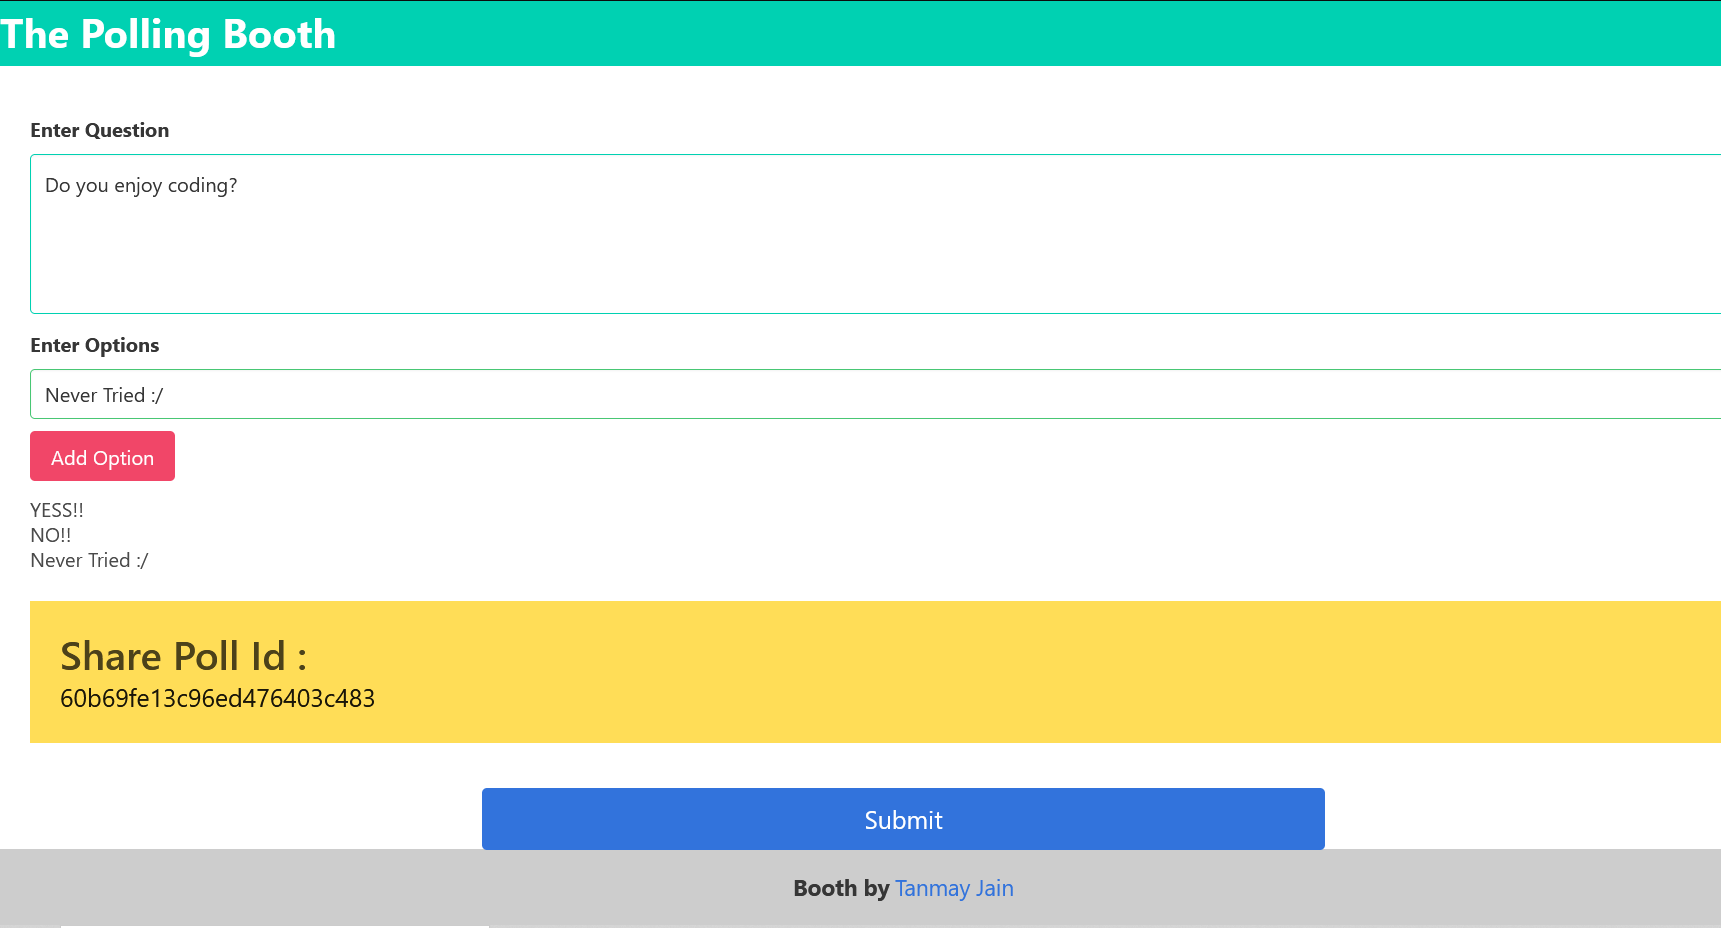 The Polling Booth
Enter Question
Do you enjoy coding?
Enter Options
Never Tried :/
Add Option
YESS!!
NO!!
Never Tried :/
Share Poll Id :
60b69fe13c96ed476403c483
Submit
Booth by Tanmay Jain